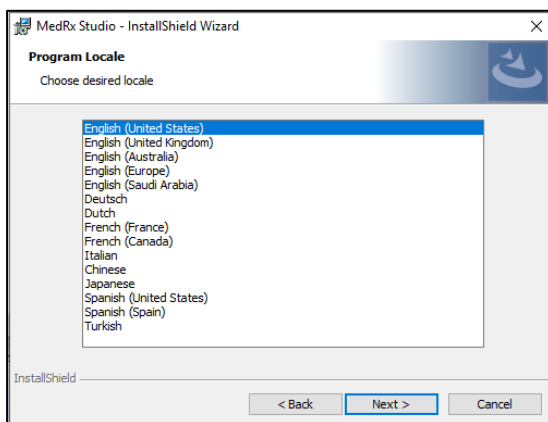 MedRx Studio - InstallShield Wizard
Program Locale
Choose desired locale
English (United States)
English (United Kingdom)
English (Australia)
English (Europe)
English (Saudi Arabia)
Deutsch
Dutch
French (France)
French (Canada)
Italian
Chinese
Japanese
Spanish (United States)
Spanish (Spain)
Turkish
InstallShield
< Back Next > Cancel